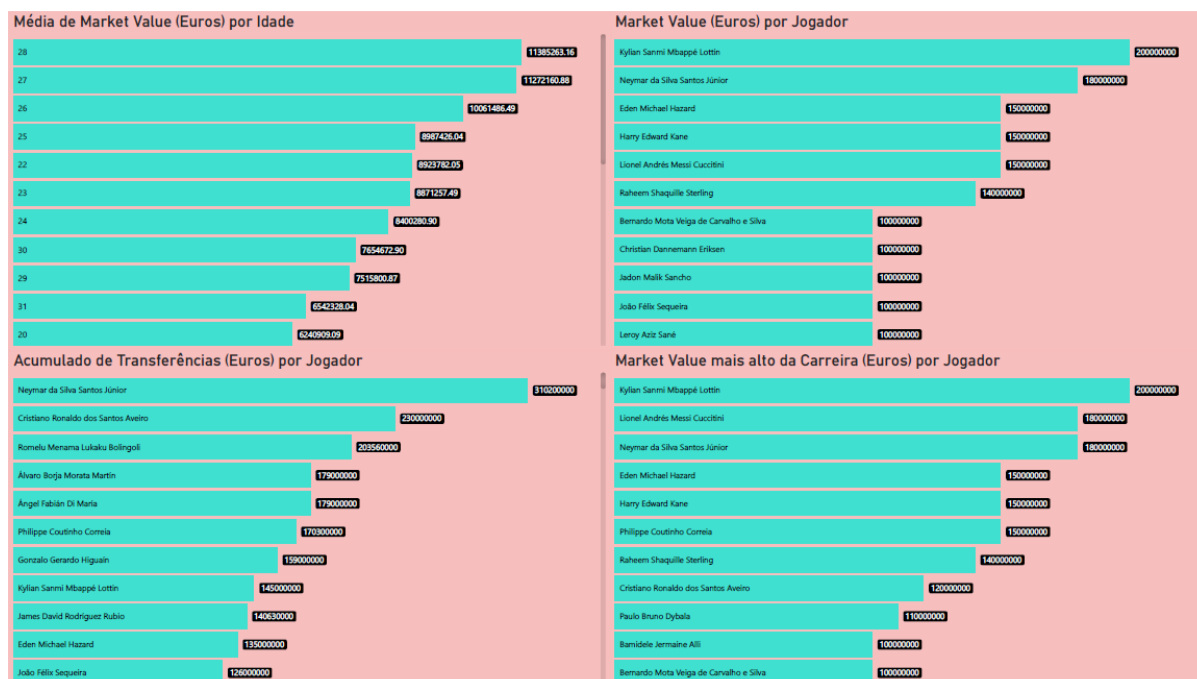 Média de Market Value (Euros) por Idade
28 11385263.16
27 11272160.88
26 10061486.49
25 8987426.04
22 8923782.05
23 8871257.49
24 8400280.90
30 7654672.90
29 7515800.87
31 6542328.04
20 6240909.09
Market Value (Euros) por Jogador
Kylian Sanmi Mbappé Lottin 200000000
Neymar da Silva Santos Júnior 180000000
Eden Michael Hazard 150000000
Harry Edward Kane 150000000
Lionel Andrés Messi Cuccitini 150000000
Raheem Shaquille Sterling 140000000
Bernardo Mota Veiga de Carvalho e Silva 100000000
Christian Dannemann Eriksen 100000000
Jadon Malik Sancho 100000000
João Félix Sequeira 100000000
Leroy Aziz Sané 100000000
Acumulado de Transferências (Euros) por Jogador
Neymar da Silva Santos Júnior 310200000
Cristiano Ronaldo dos Santos Aveiro 230000000
Romelu Menama Lukaku Bolingoli 203560000
Álvaro Borja Morata Martín 179000000
Ángel Fabián Di María 179000000
Philippe Coutinho Correia 170300000
Gonzalo Gerardo Higuaín 159000000
Kylian Sanmi Mbappé Lottin 145000000
James David Rodríguez Rubio 140630000
Eden Michael Hazard 135000000
João Félix Sequeira 126000000
Market Value mais alto da Carreira (Euros) por Jogador
Kylian Sanmi Mbappé Lottin 200000000
Lionel Andrés Messi Cuccitini 180000000
Neymar da Silva Santos Júnior 180000000
Eden Michael Hazard 150000000
Harry Edward Kane 150000000
Philippe Coutinho Correia 150000000
Raheem Shaquille Sterling 140000000
Cristiano Ronaldo dos Santos Aveiro 120000000
Paulo Bruno Dybala 110000000
Bamidele Jermaine Alli 100000000
Bernardo Mota Veiga de Carvalho e Silva 100000000